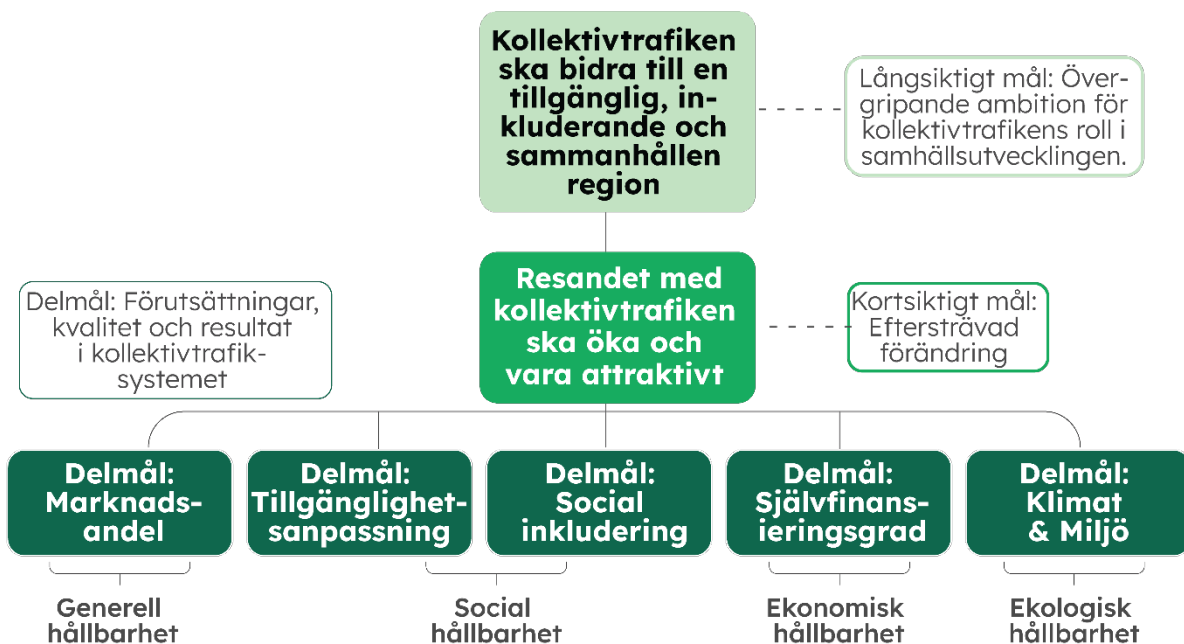 Kollektivtrafiken
ska bidra till en
tillgänglig, in-
kluderande och
sammanhållen
region
Långsiktigt mål: Över-
gripande ambition för
kollektivtrafikens roll i
samhällsutvecklingen.
Resandet med
kollektivtrafiken
ska öka och
vara attraktivt
Delmål: Förutsättningar,
kvalitet och resultat
i kollektivtrafik-
systemet
Kortsiktigt mål:
Eftersträvad
förändring
Delmål:
Marknads-
andel
Delmål:
Tillgänglighet-
sanpassning
Delmål:
Social
inkludering
Delmål:
Självfinans-
ieringsgrad
Delmål:
Klimat
& Miljö
Generell
hållbarhet
Social
hållbarhet
Ekonomisk
hållbarhet
Ekologisk
hållbarhet